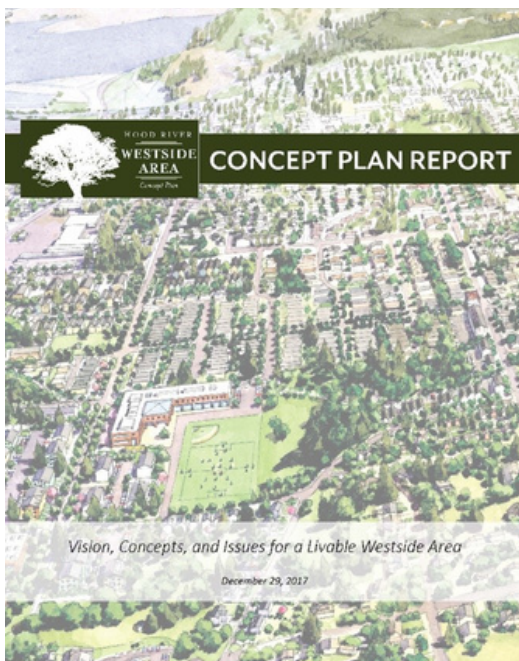 HOOD RIVER
WESTSIDE
AREA
Concept Plan
CONCEPT PLAN REPORT
Vision, Concepts, and Issues for a Livable Westside Area
December 29, 2017